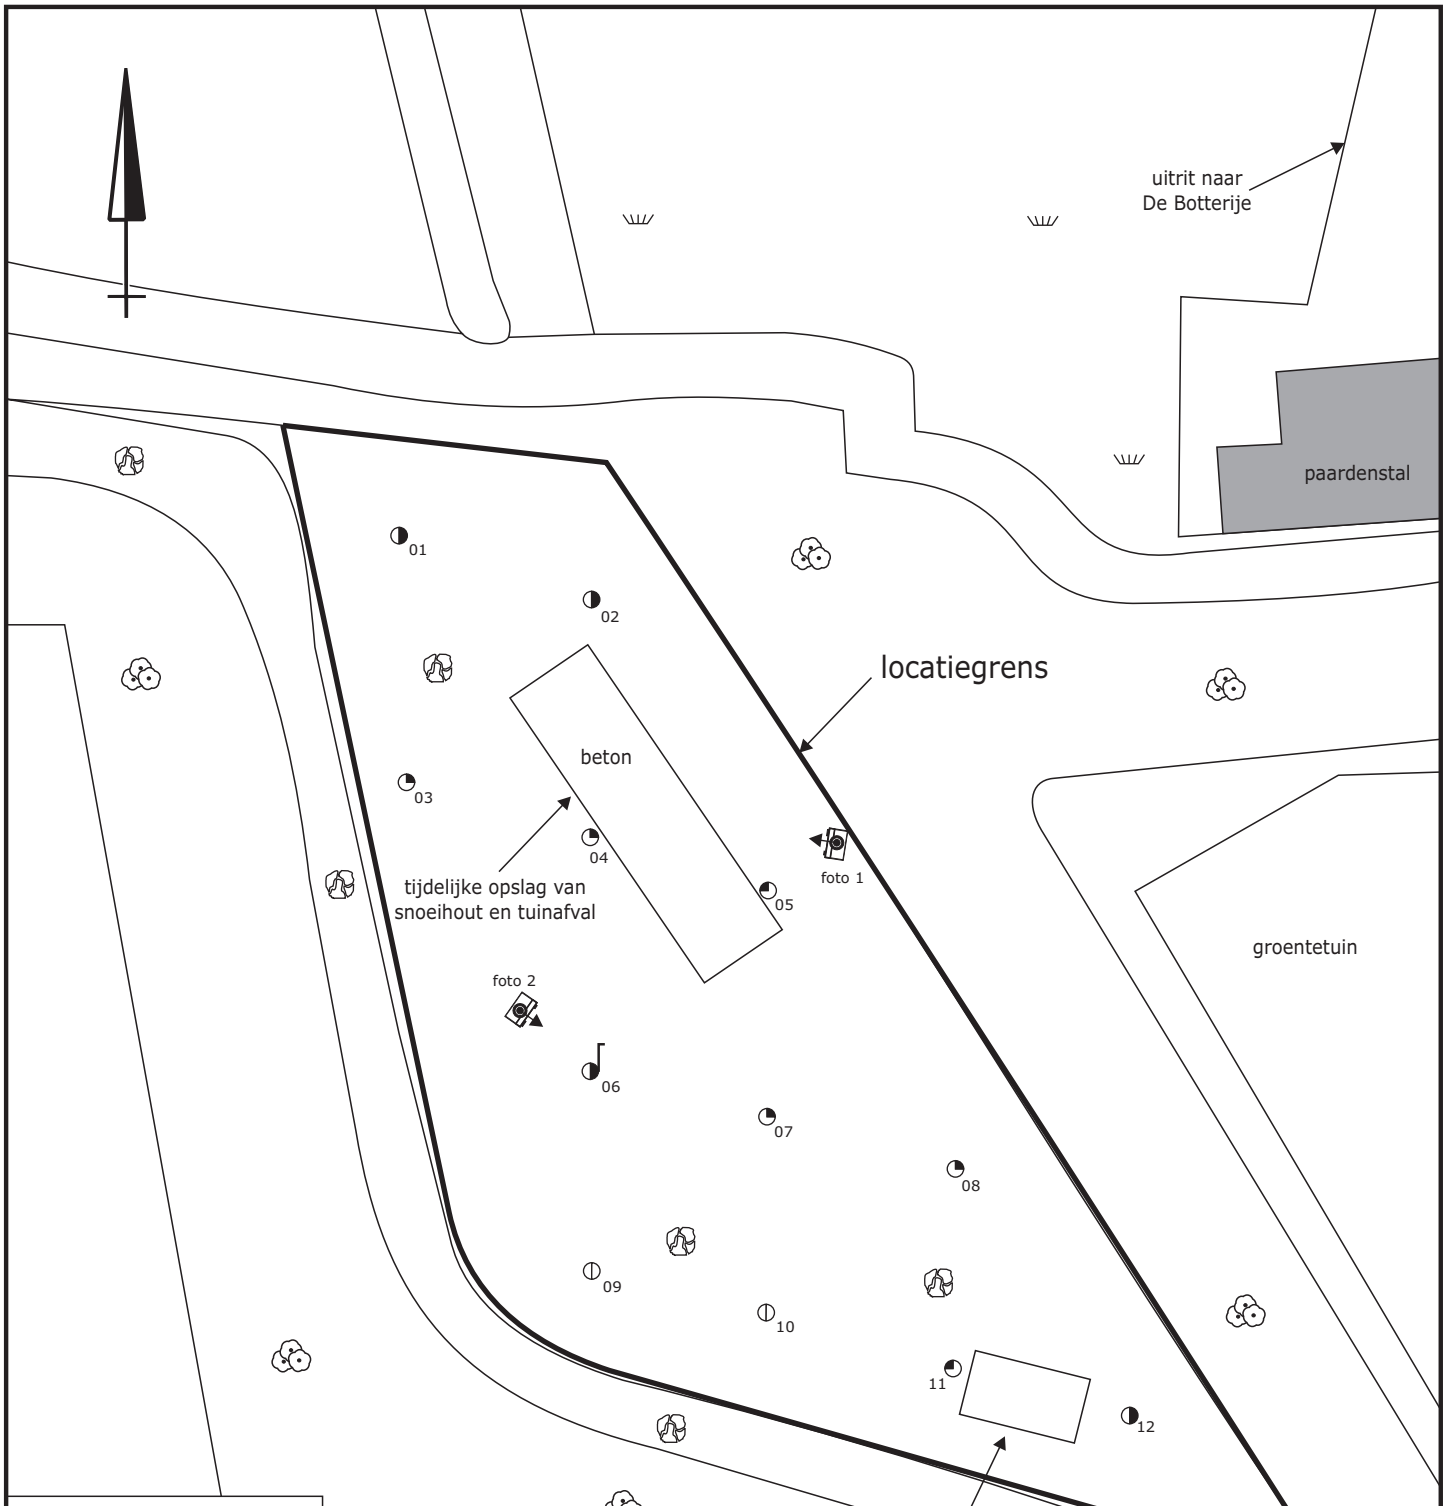 uitrit naar
De Botterije
paardenstal
01
02
locatiegrens
beton
03
04
tijdelijke opslag van
snoeihout en tuinafval
05
foto 1
groentetuin
foto 2
06
07
08
09
10
11
12